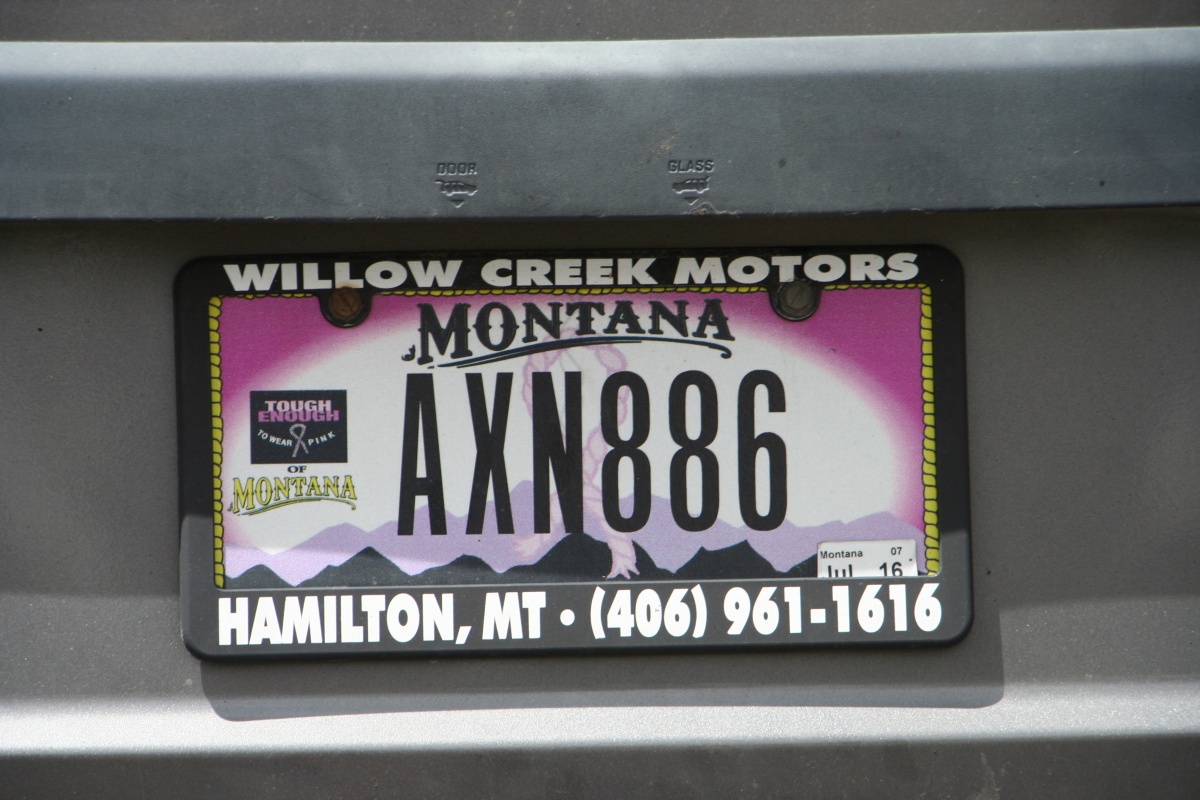 DOOR
GLASS
WILLOW CREEK MOTORS
MONTANA
AXN886
TOUGH
ENOUGH
TO WEAR PINK
OF
MONTANA
Montana 07
Jul 16
HAMILTON, MT • (406) 961-1616